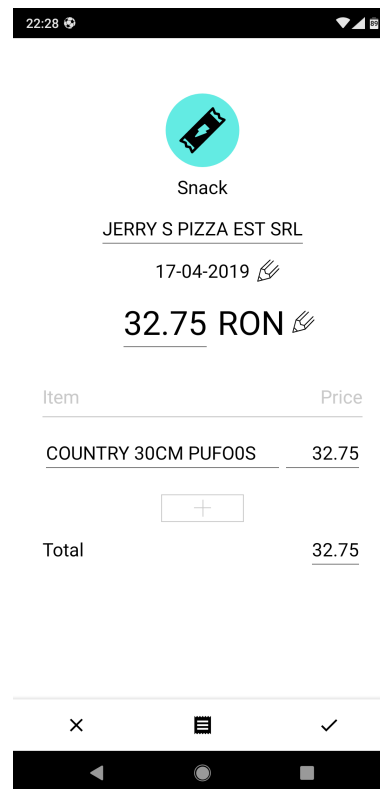 22:28
89
Snack
JERRY S PIZZA EST SRL
17-04-2019
32.75 RON
Item Price
COUNTRY 30CM PUFO0S 32.75
Total 32.75